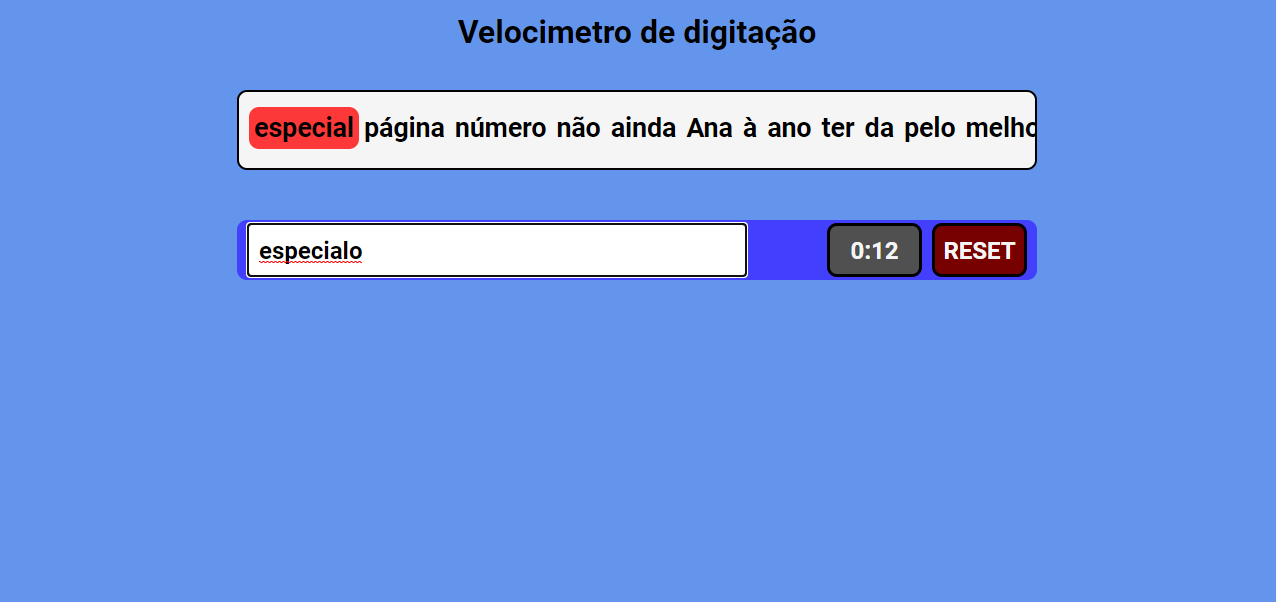 Velocimetro de digitação
especial página número não ainda Ana à ano ter da pelo melho
especialo
0:12 RESET